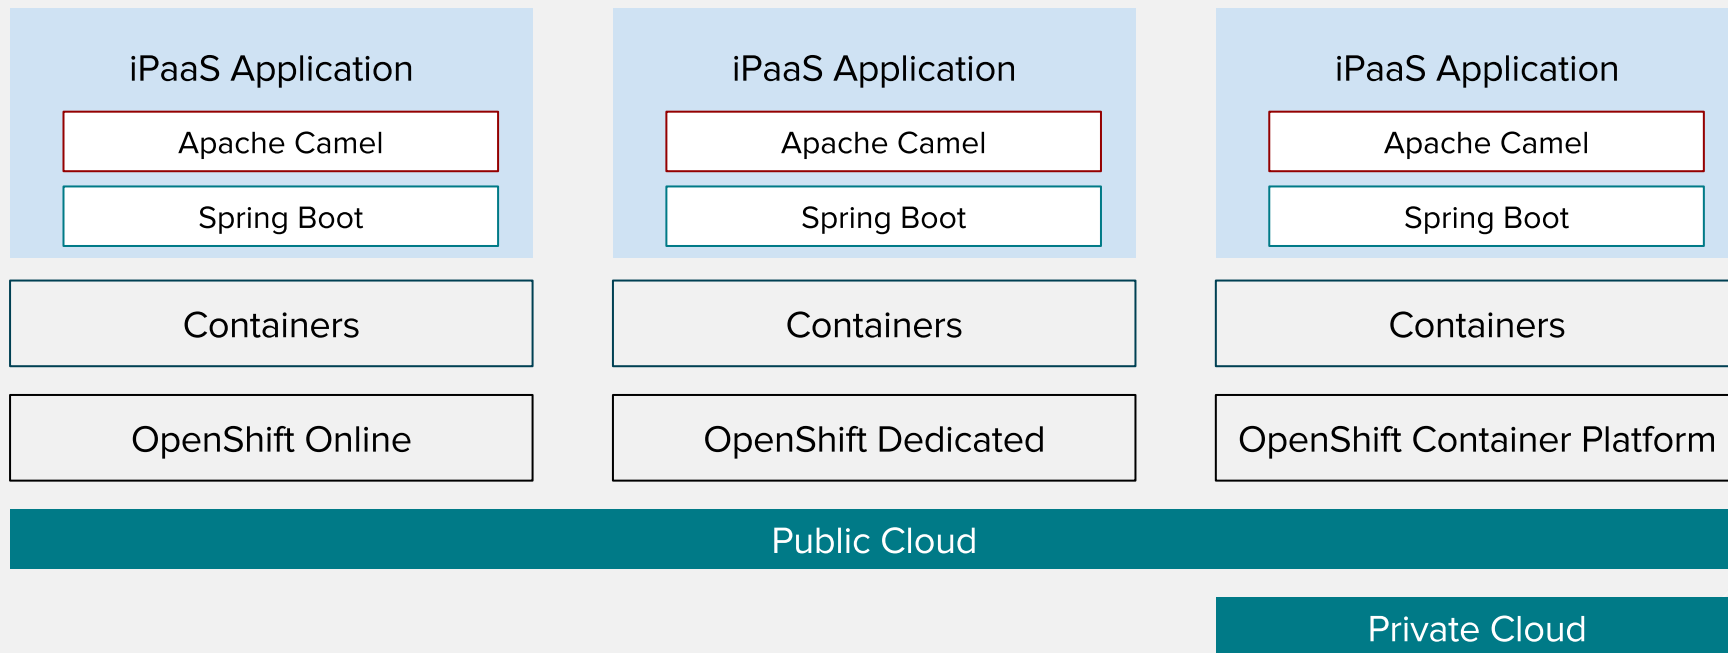 iPaaS Application
Apache Camel
Spring Boot
Containers
OpenShift Online
iPaaS Application
Apache Camel
Spring Boot
Containers
OpenShift Dedicated
iPaaS Application
Apache Camel
Spring Boot
Containers
OpenShift Container Platform
Public Cloud
Private Cloud